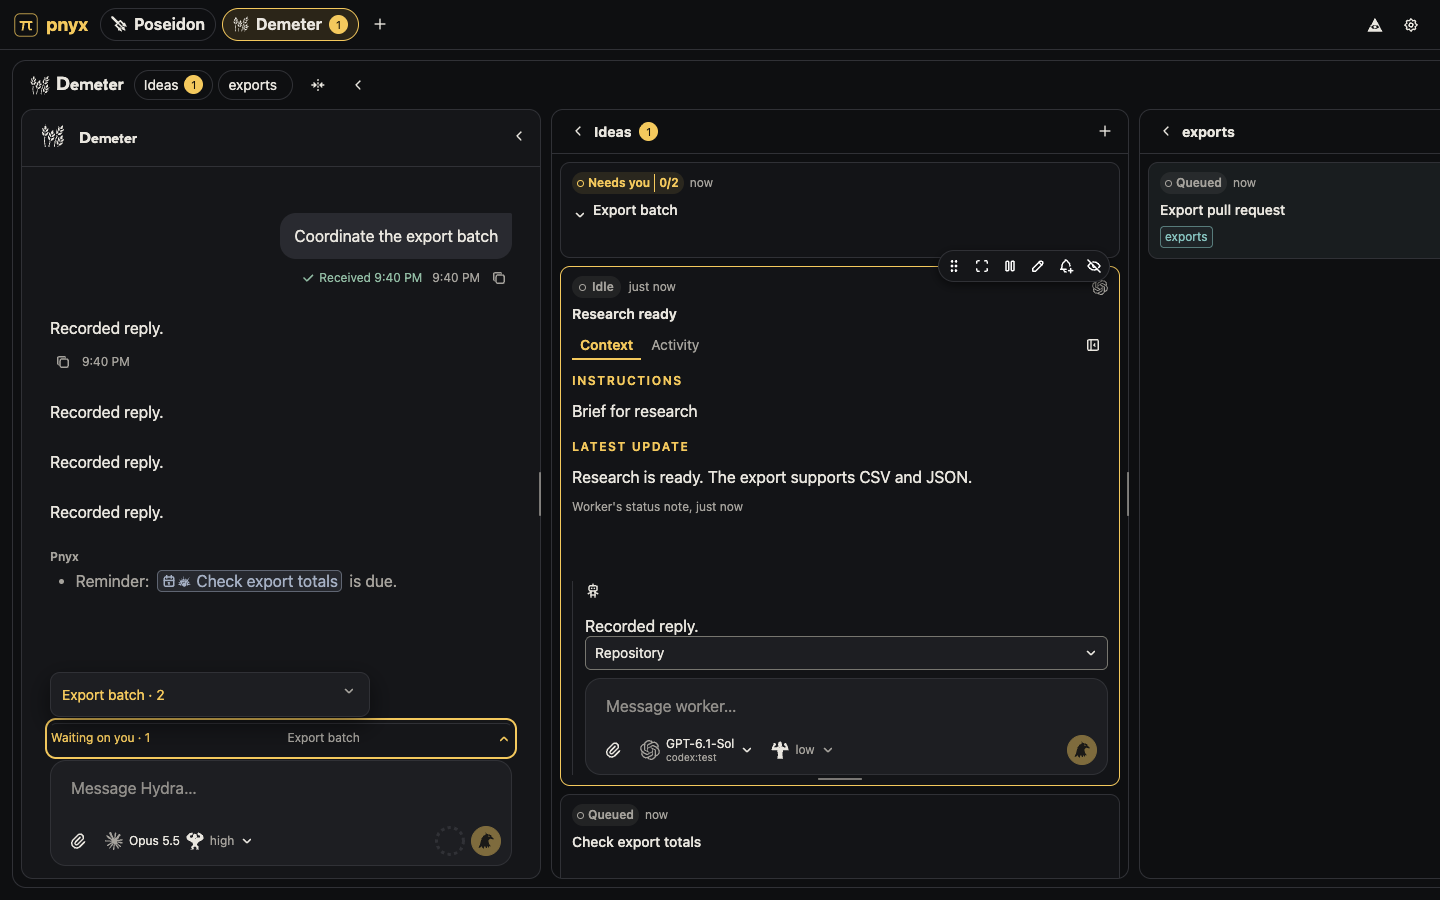 π pnyx Poseidon Demeter 1
Demeter Ideas 1 exports
Demeter
Coordinate the export batch
Received 9:40 PM 9:40 PM
Recorded reply.
9:40 PM
Recorded reply.
Recorded reply.
Recorded reply.
Pnyx
• Reminder: Check export totals is due.
Export batch · 2
Waiting on you · 1 Export batch
Message Hydra...
Opus 5.5 high
Ideas 1
Needs you 0/2 now
Export batch
Idle just now
Research ready
Context Activity
INSTRUCTIONS
Brief for research
LATEST UPDATE
Research is ready. The export supports CSV and JSON.
Worker's status note, just now
Recorded reply.
Repository
Message worker...
GPT-6.1-Sol
codex:test
low
Queued now
Check export totals
exports
Queued now
Export pull request
exports